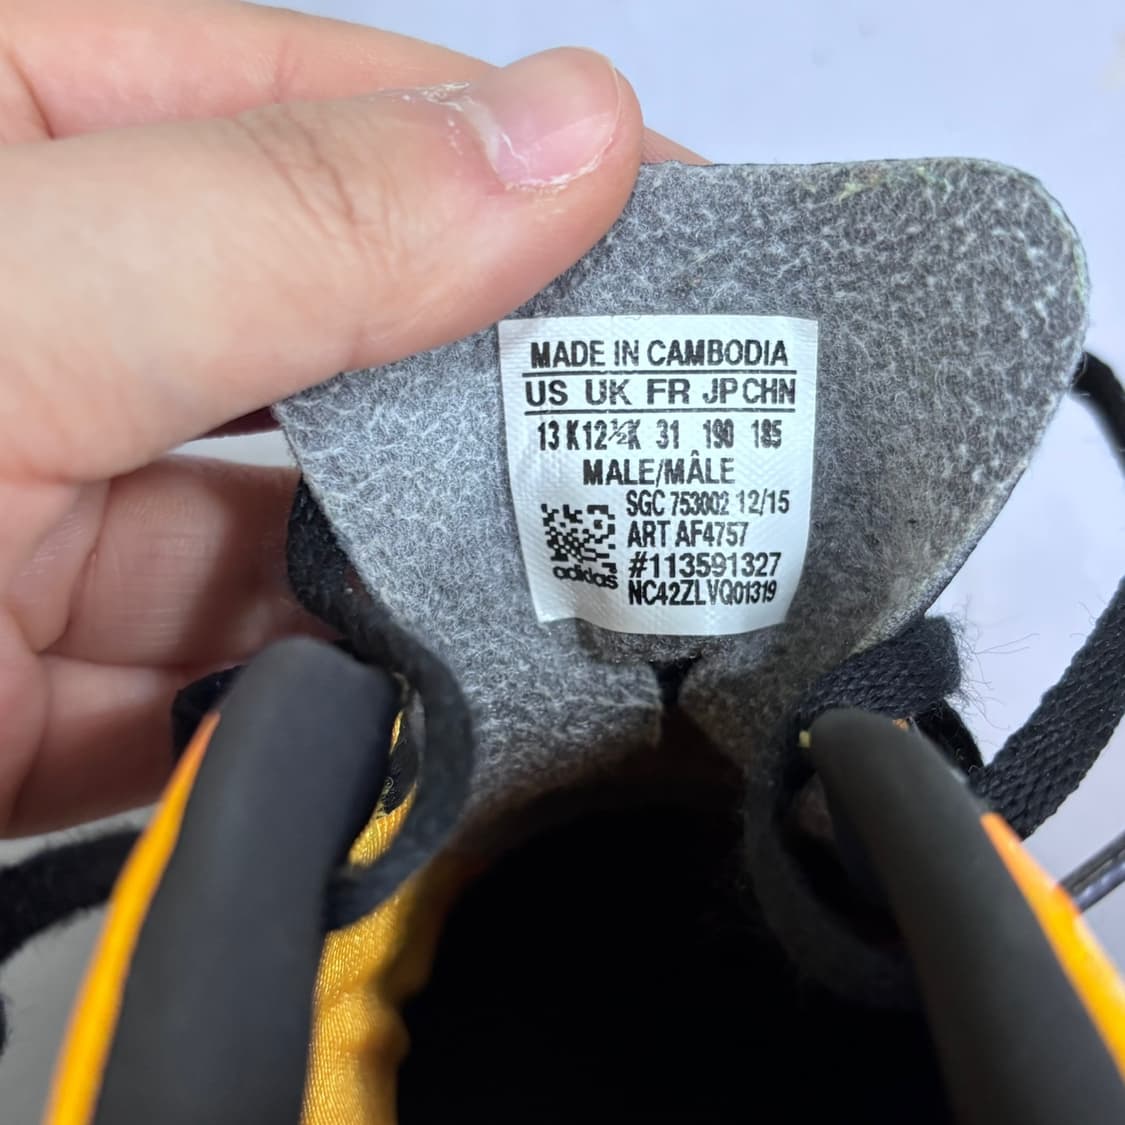 MADE IN CAMBODIA
US UK FR JP CHN
13 K 12½K 31 190 185
MALE/MÂLE
SGC 753002 12/15
ART AF4757
#113591327
NC42ZLVQ01319
adidas